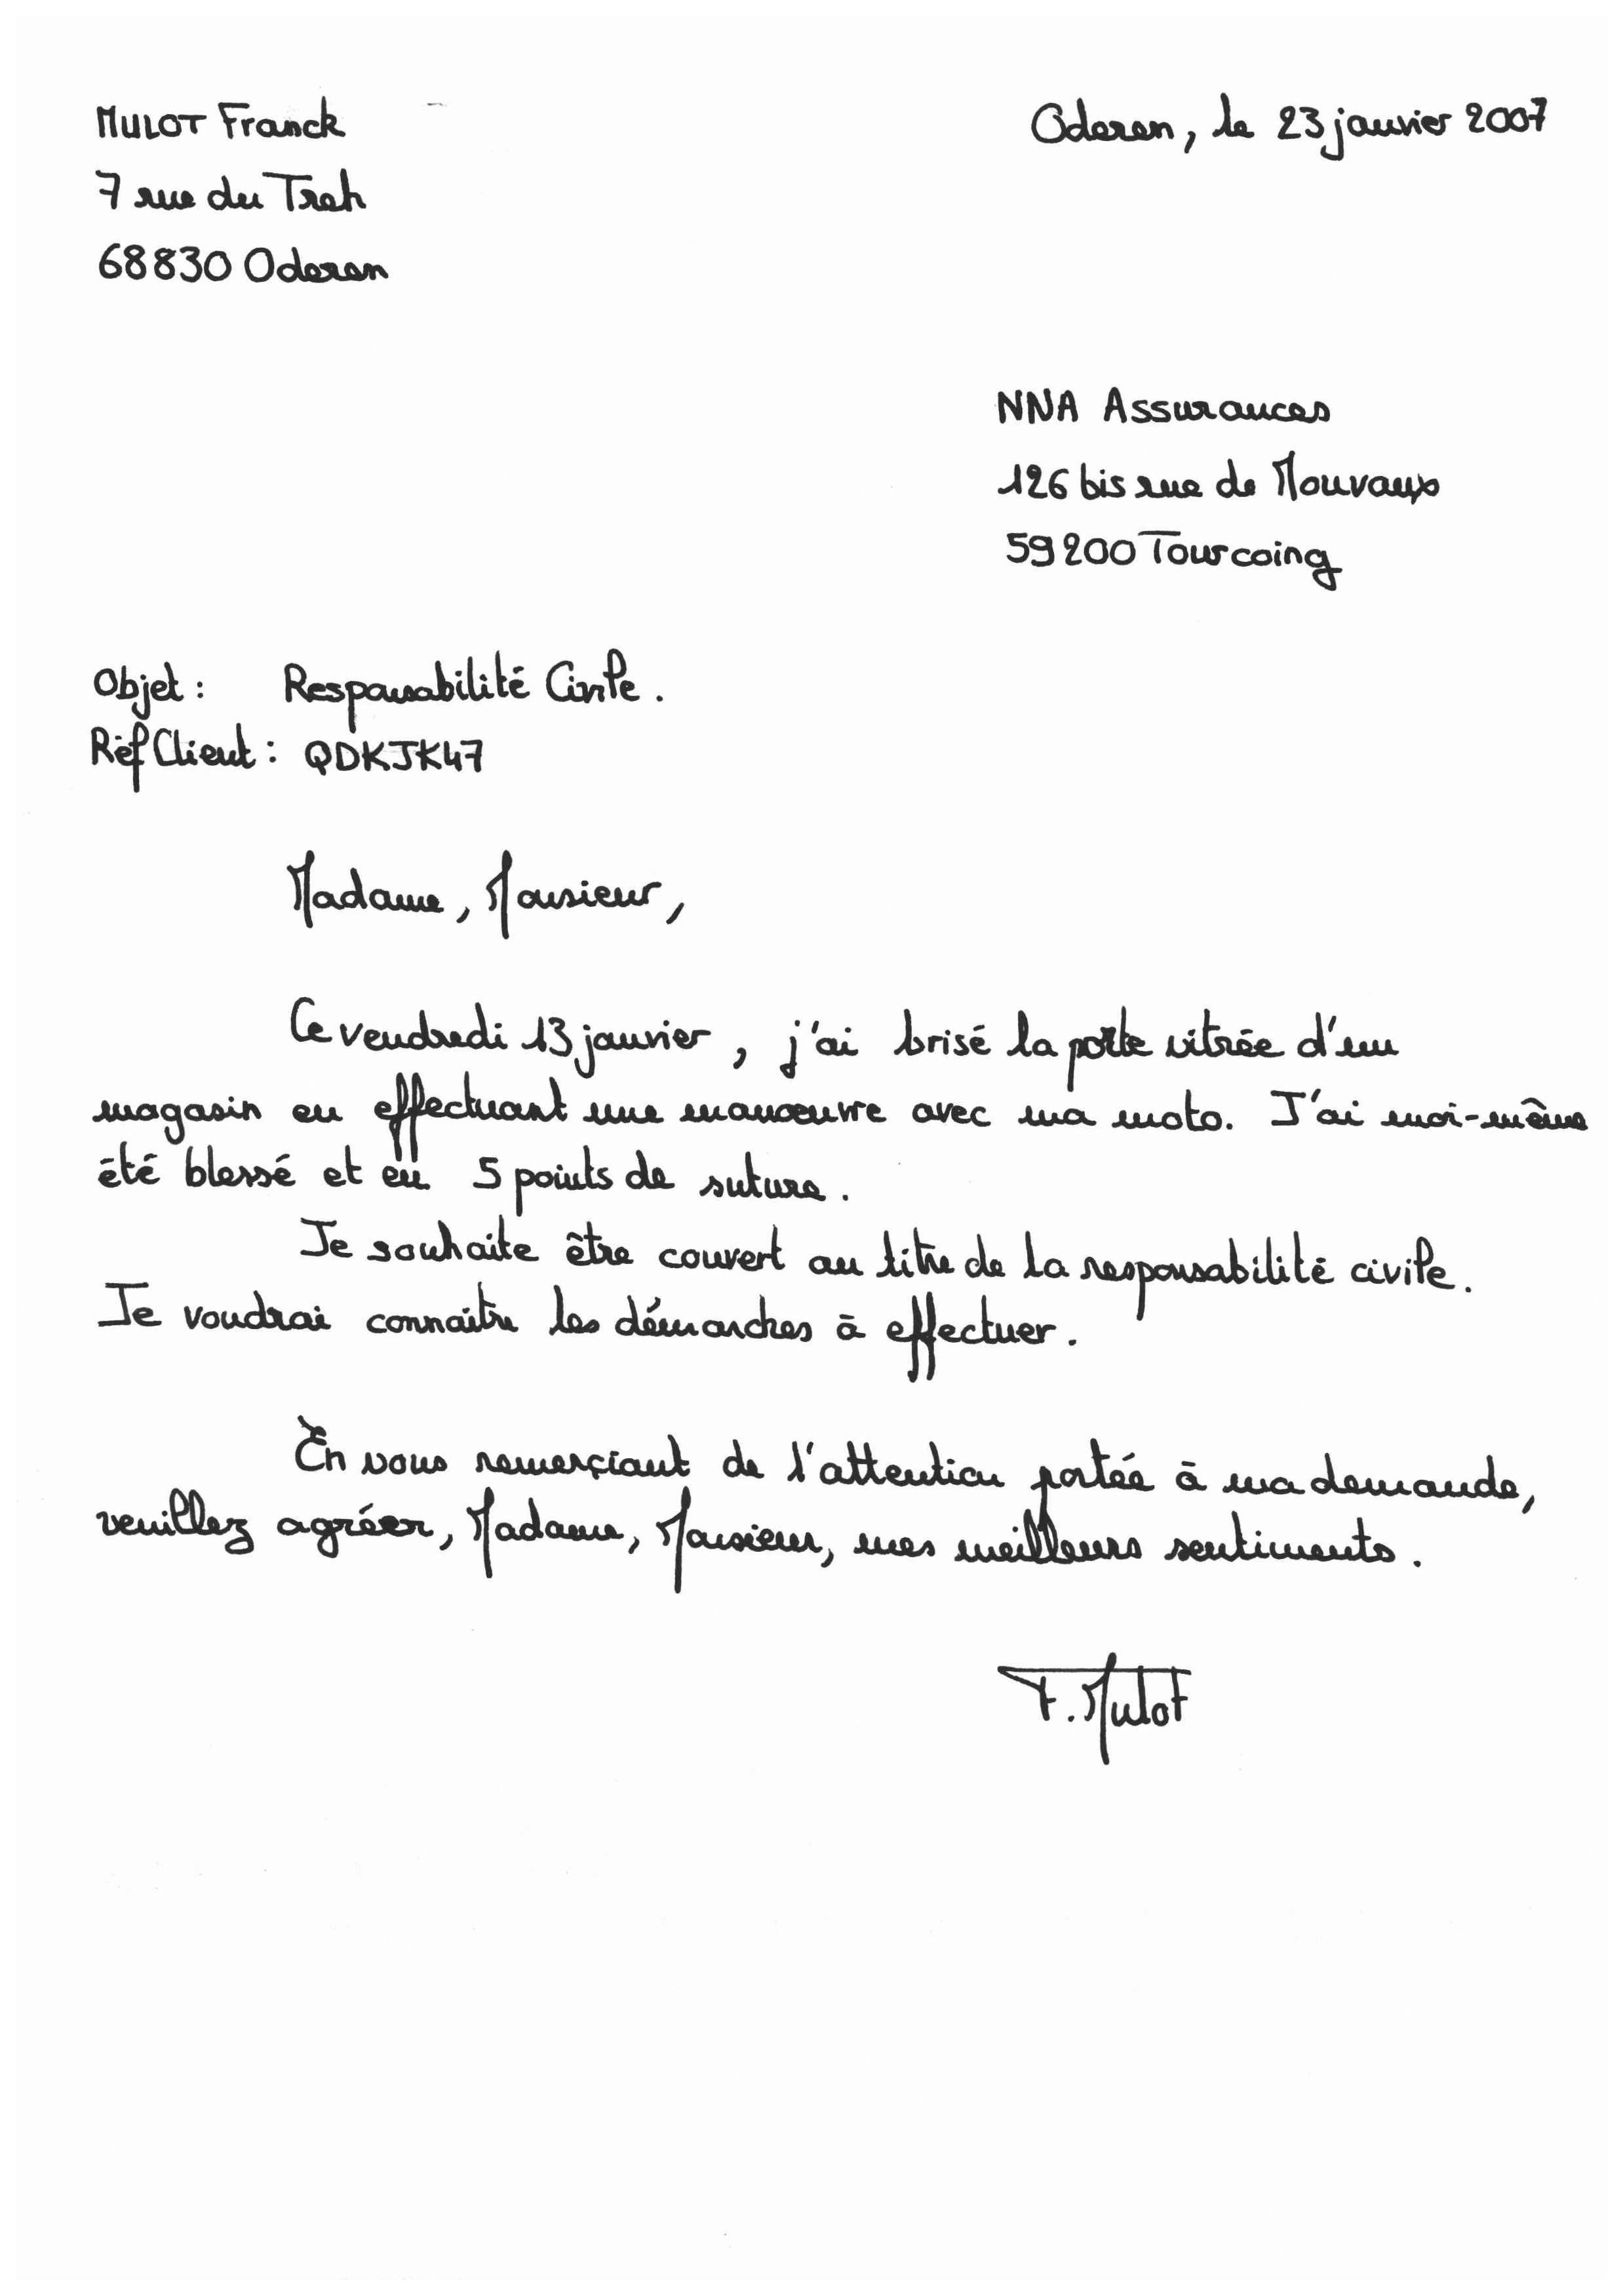 MULOT Franck
Oderen, le 23 janvier 2007
7 rue du Treh
68830 Oderen
NNA Assurances
126 bis rue de Mouvaux
59200 Tourcoing
Objet : Responsabilité Civile.
Réf Client : QDKJK47
Madame, Monsieur,
Ce vendredi 13 janvier, j'ai brisé la porte vitrée d'un
magasin en effectuant une manœuvre avec ma moto. J'ai moi-même
été blessé et eu 5 points de suture.
Je souhaite être couvert au titre de la responsabilité civile.
Je voudrai connaitre les démarches à effectuer.
En vous remerçiant de l'attention portée à ma demande,
veuillez agréer, Madame, Monsieur, mes meilleurs sentiments.
F. Mulot